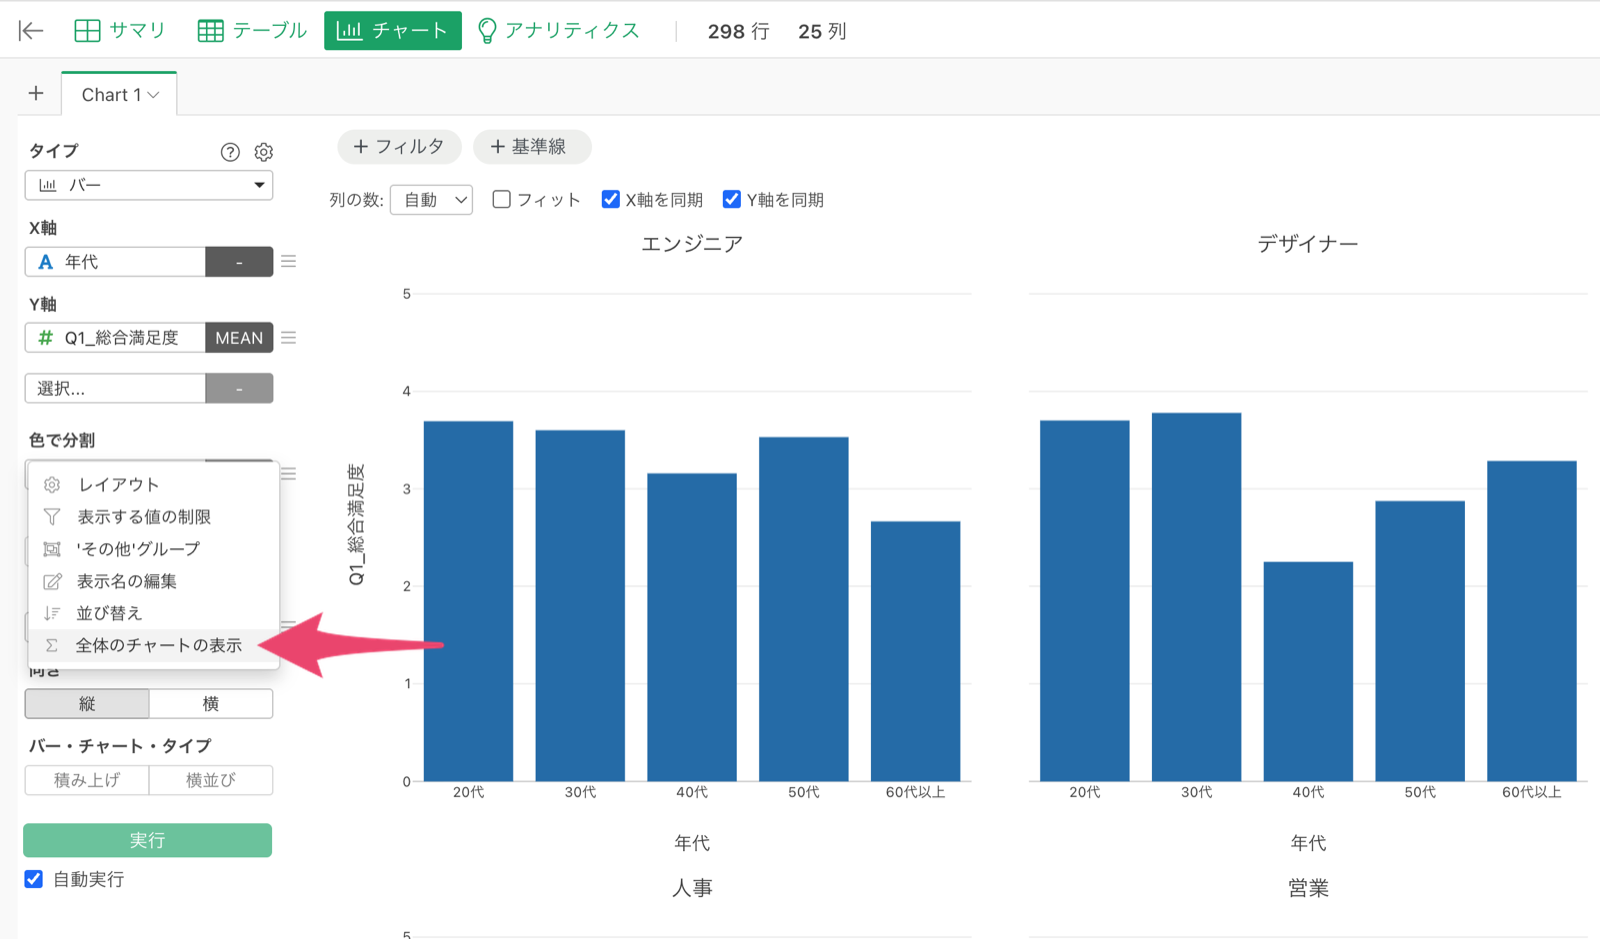 サマリ テーブル チャート アナリティクス 298 行 25 列
+ Chart 1
タイプ ?
バー
X軸
A 年代 -
Y軸
# Q1_総合満足度 MEAN
選択... -
色で分割
レイアウト
表示する値の制限
'その他'グループ
表示名の編集
並び替え
Σ 全体のチャートの表示
向き
縦 横
バー・チャート・タイプ
積み上げ 横並び
実行
自動実行
+ フィルタ + 基準線
列の数: 自動 フィット X軸を同期 Y軸を同期
エンジニア
Q1_総合満足度
5
4
3
2
1
0
20代 30代 40代 50代 60代以上
年代
デザイナー
20代 30代 40代 50代 60代以上
年代
人事
5
営業